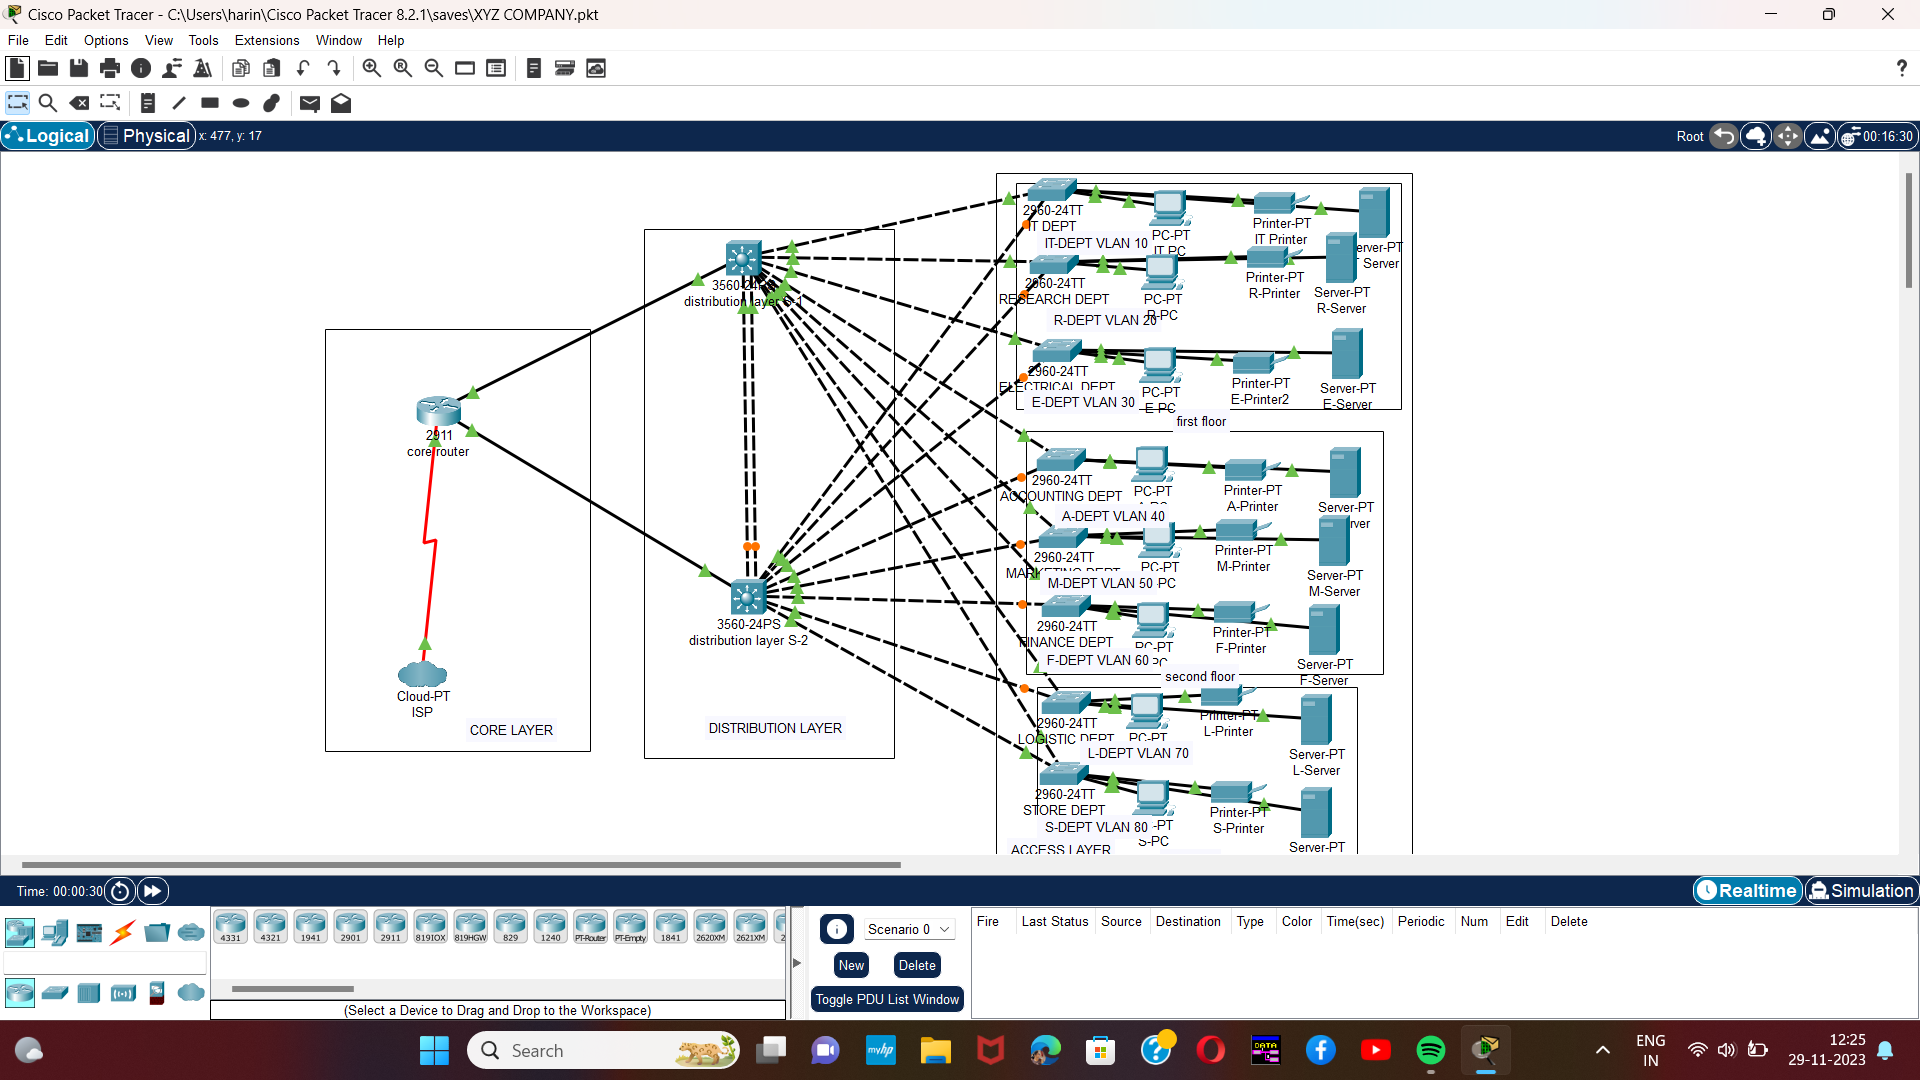 Cisco Packet Tracer - C:\Users\harin\Cisco Packet Tracer 8.2.1\saves\XYZ COMPANY.pkt
File Edit Options View Tools Extensions Window Help
?
Logical Physical x: 477, y: 17
Root 00:16:30
2960-24TT
IT DEPT
IT-DEPT VLAN 10
PC-PT
IT PC
Printer-PT
IT Printer
erver-PT
Server
2960-24TT
RESEARCH DEPT
R-DEPT VLAN 20
PC-PT
R-PC
Printer-PT
R-Printer
Server-PT
R-Server
2960-24TT
ELECTRICAL DEPT
E-DEPT VLAN 30
PC-PT
E PC
Printer-PT
E-Printer2
Server-PT
E-Server
first floor
3560-24PS
distribution layer S-1
2911
core router
Cloud-PT
ISP
CORE LAYER
3560-24PS
distribution layer S-2
DISTRIBUTION LAYER
2960-24TT
ACCOUNTING DEPT
A-DEPT VLAN 40
PC-PT
Printer-PT
A-Printer
Server-PT
rver
2960-24TT
MARKETING DEPT
M-DEPT VLAN 50
PC-PT
PC
Printer-PT
M-Printer
Server-PT
M-Server
2960-24TT
FINANCE DEPT
F-DEPT VLAN 60
PC-PT
PC
Printer-PT
F-Printer
Server-PT
F-Server
second floor
2960-24TT
LOGISTIC DEPT
L-DEPT VLAN 70
PC-PT
Printer-PT
L-Printer
Server-PT
L-Server
2960-24TT
STORE DEPT
S-DEPT VLAN 80
-PT
S-PC
Printer-PT
S-Printer
Server-PT
ACCESS LAYER
Time: 00:00:30
Realtime Simulation
4331 4321 1941 2901 2911 819IOX 819HGW 829 1240 PT-Router PT-Empty 1841 2620XM 2621XM 2
(Select a Device to Drag and Drop to the Workspace)
Scenario 0
New Delete
Toggle PDU List Window
Fire Last Status Source Destination Type Color Time(sec) Periodic Num Edit Delete
Search
myhp
DATA
ENG
IN
12:25
29-11-2023